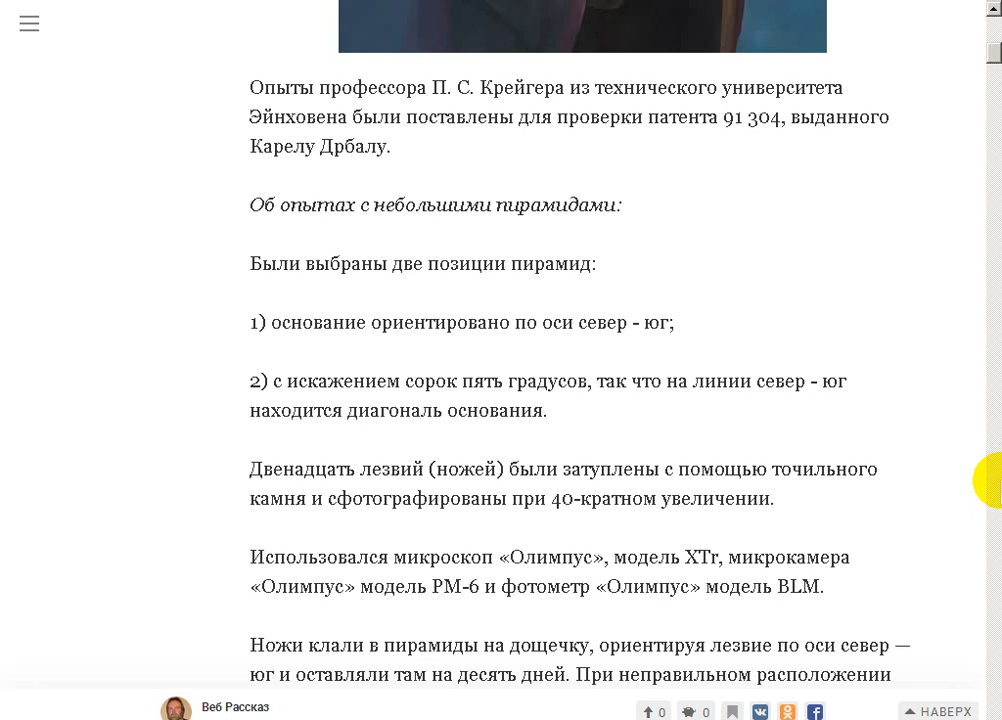 Опыты профессора П. С. Крейгера из технического университета
Эйнховена были поставлены для проверки патента 91 304, выданного
Карелу Дрбалу.
Об опытах с небольшими пирамидами:
Были выбраны две позиции пирамид:
1) основание ориентировано по оси север - юг;
2) с искажением сорок пять градусов, так что на линии север - юг
находится диагональ основания.
Двенадцать лезвий (ножей) были затуплены с помощью точильного
камня и сфотографированы при 40-кратном увеличении.
Использовался микроскоп «Олимпус», модель XTr, микрокамера
«Олимпус» модель PM-6 и фотометр «Олимпус» модель BLM.
Ножи клали в пирамиды на дощечку, ориентируя лезвие по оси север —
юг и оставляли там на десять дней. При неправильном расположении
Веб Рассказ
0 0 НАВЕРХ